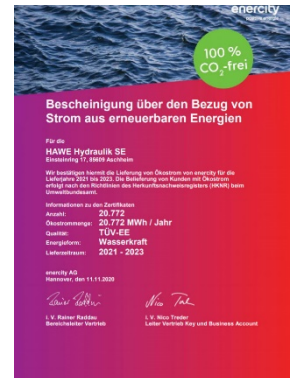 enercity
positive energie
100 %
CO2-frei
Bescheinigung über den Bezug von
Strom aus erneuerbaren Energien
Für die
HAWE Hydraulik SE
Einsteinring 17, 85609 Aschheim
Wir bestätigen hiermit die Lieferung von Ökostrom von enercity für die
Lieferjahre 2021 bis 2023. Die Belieferung von Kunden mit Ökostrom
erfolgt nach den Richtlinien des Herkunftsnachweisregisters (HKNR) beim
Umweltbundesamt.
Informationen zu den Zertifikaten
Anzahl: 20.772
Ökostrommenge: 20.772 MWh / Jahr
Qualität: TÜV-EE
Energieform: Wasserkraft
Lieferzeitraum: 2021 - 2023
enercity AG
Hannover, den 11.11.2020
i. V. Rainer Raddau
Bereichsleiter Vertrieb
i. V. Nico Treder
Leiter Vertrieb Key und Business Account